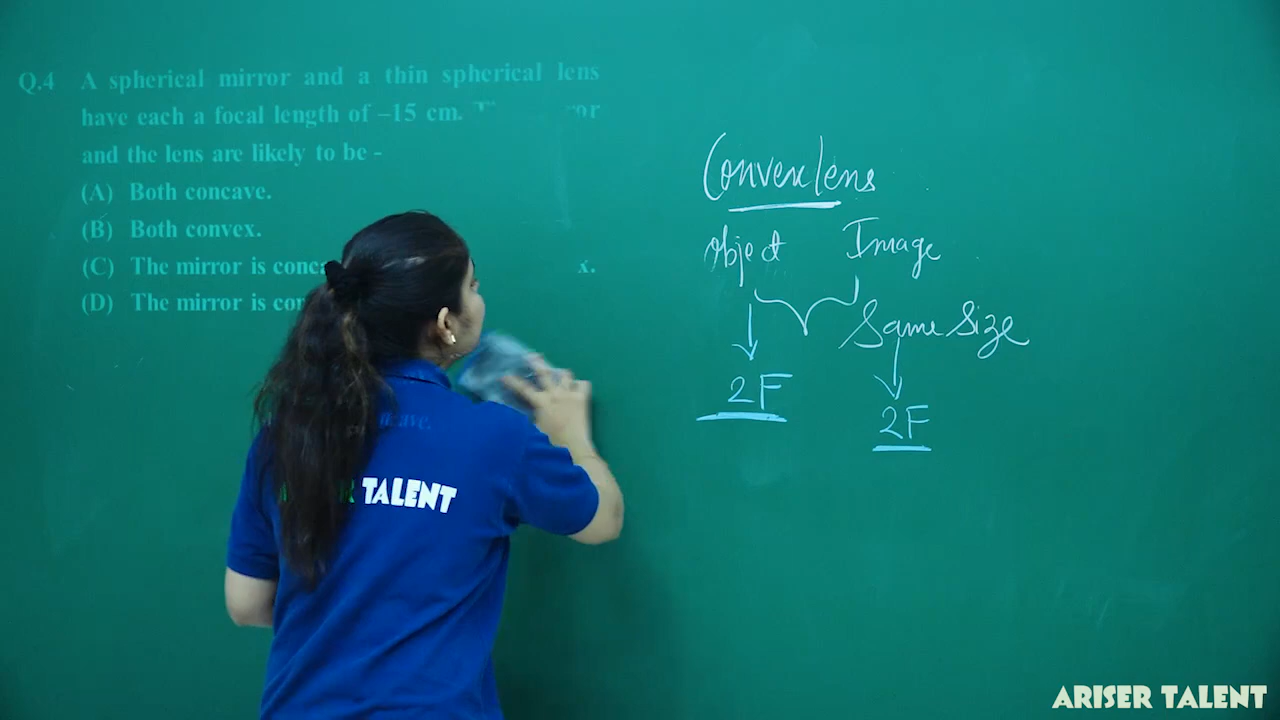 Q.4 A spherical mirror and a thin spherical lens
have each a focal length of –15 cm.
and the lens are likely to be -
(A) Both concave.
(B) Both convex.
(C) The mirror is x.
(D) The mirror is
Convex lens
Object Image
Same Size
2F
2F
TALENT
ARISER TALENT